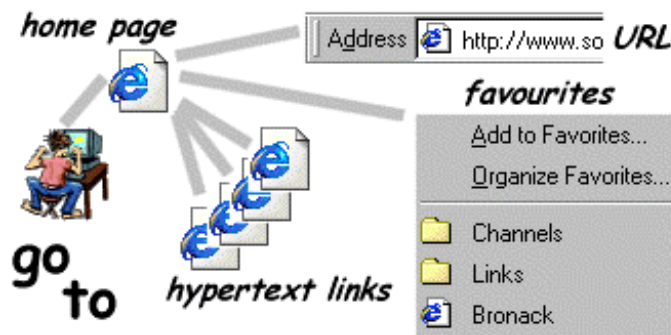 home page
Address http://www.so URL
favourites
Add to Favorites...
Organize Favorites...
Channels
Links
Bronack
go
to
hypertext links